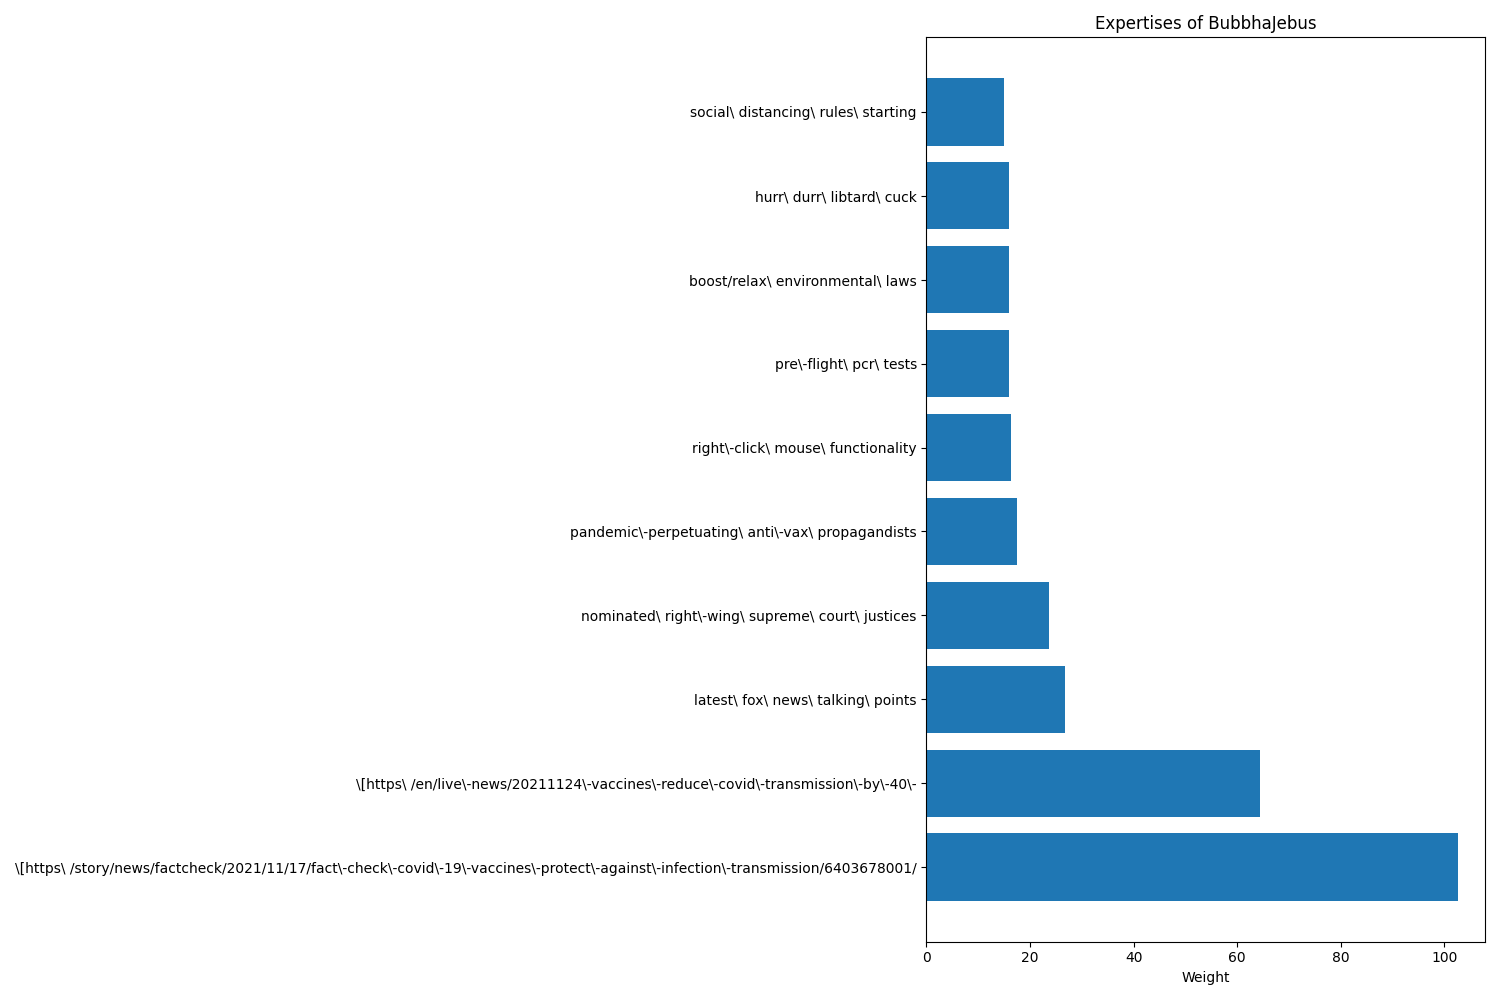 Expertises of BubbhaJebus
social\ distancing\ rules\ starting
hurr\ durr\ libtard\ cuck
boost/relax\ environmental\ laws
pre\-flight\ pcr\ tests
right\-click\ mouse\ functionality
pandemic\-perpetuating\ anti\-vax\ propagandists
nominated\ right\-wing\ supreme\ court\ justices
latest\ fox\ news\ talking\ points
\[https\ /en/live\-news/20211124\-vaccines\-reduce\-covid\-transmission\-by\-40\-
\[https\ /story/news/factcheck/2021/11/17/fact\-check\-covid\-19\-vaccines\-protect\-against\-infection\-transmission/6403678001/
0 20 40 60 80 100
Weight